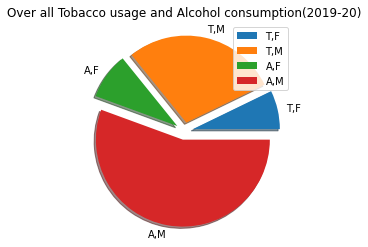 Over all Tobacco usage and Alcohol consumption(2019-20)
T,M
T,F
T,M
A,F
A,M
A,F
T,F
A,M